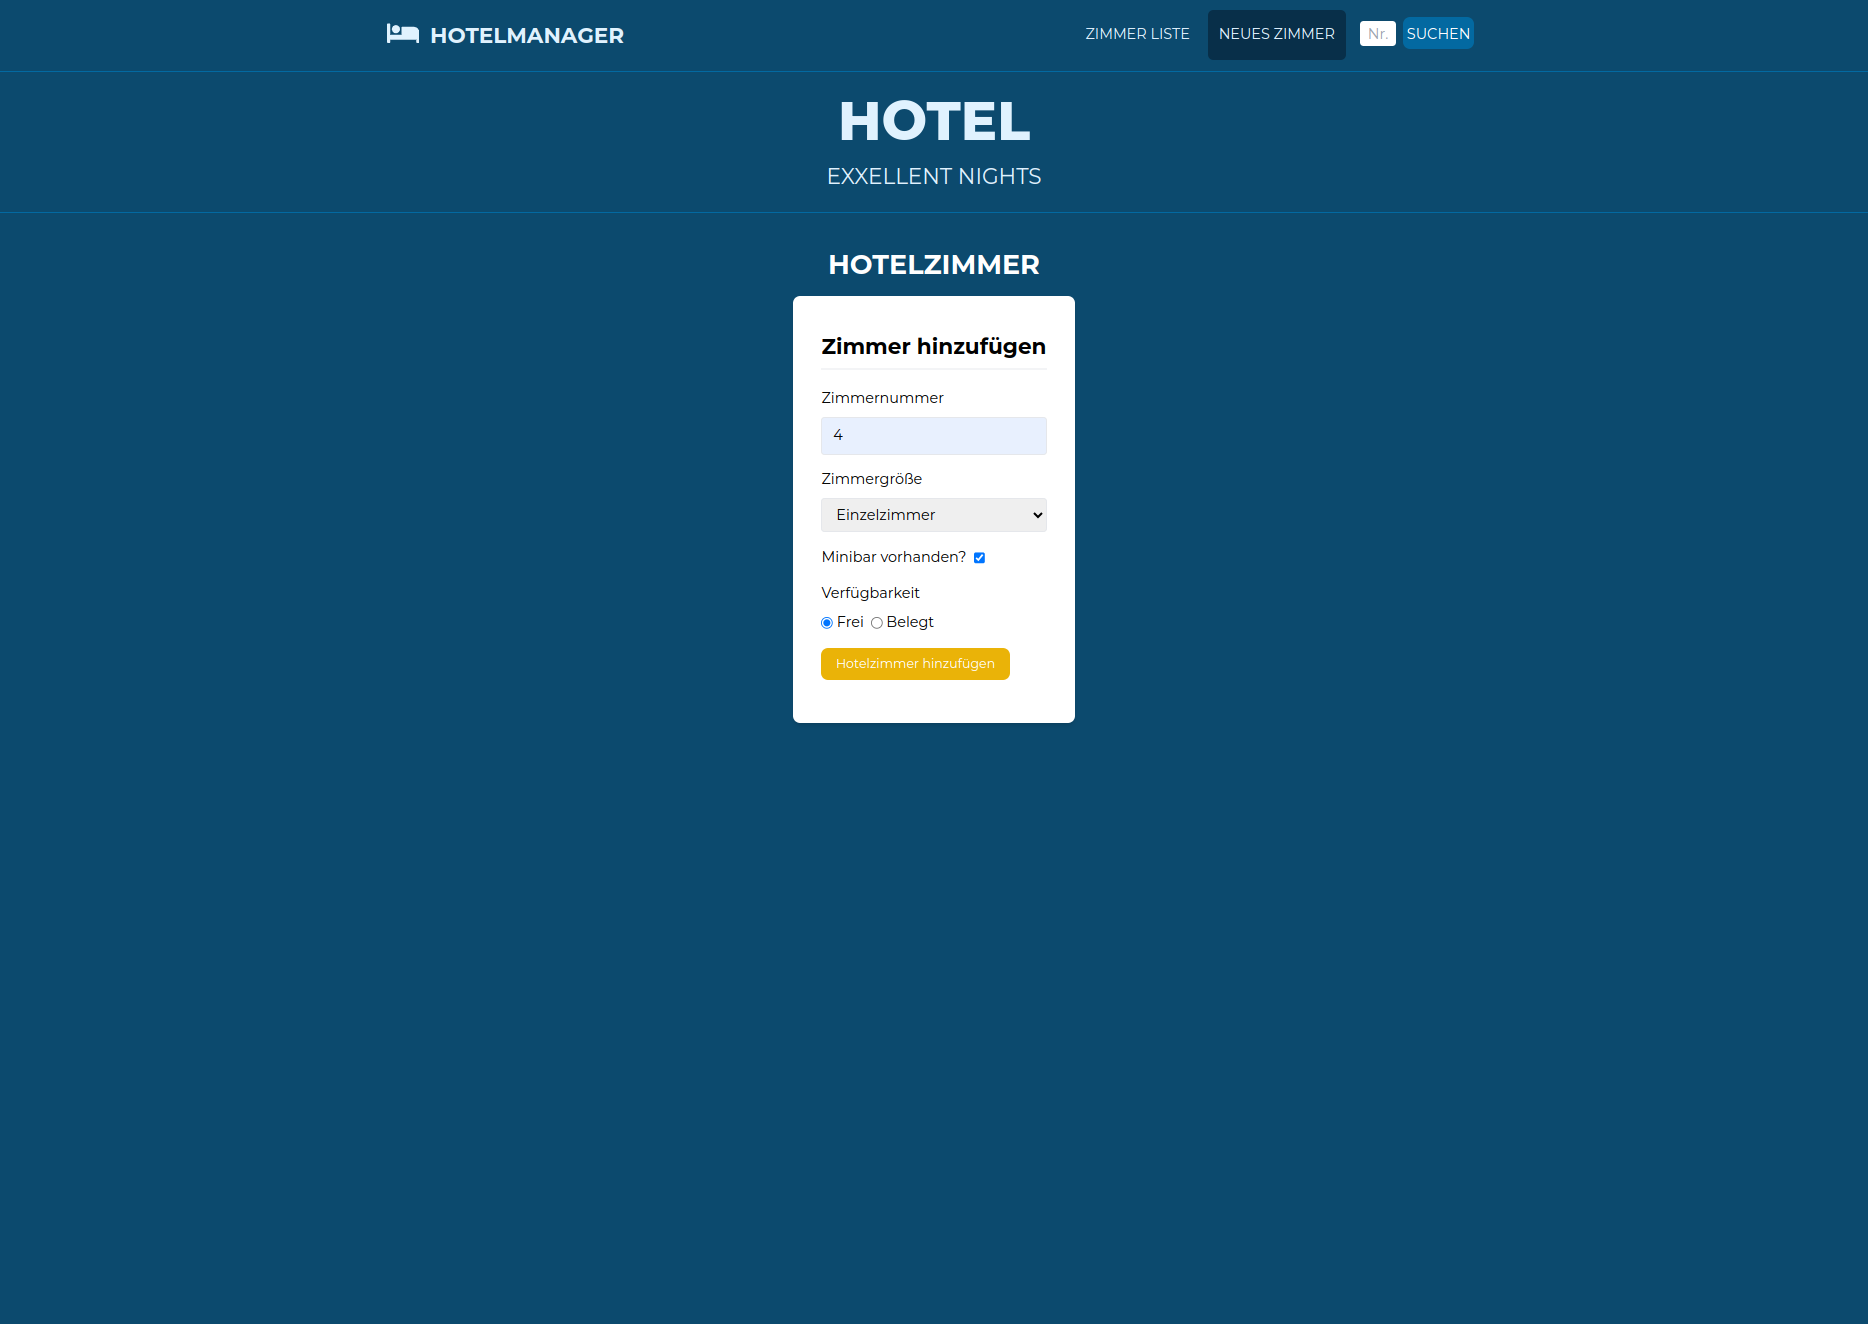 HOTELMANAGER
ZIMMER LISTE
NEUES ZIMMER
Nr.
SUCHEN
HOTEL
EXXELLENT NIGHTS
HOTELZIMMER
Zimmer hinzufügen
Zimmernummer
4
Zimmergröße
Einzelzimmer
Minibar vorhanden?
Verfügbarkeit
Frei Belegt
Hotelzimmer hinzufügen